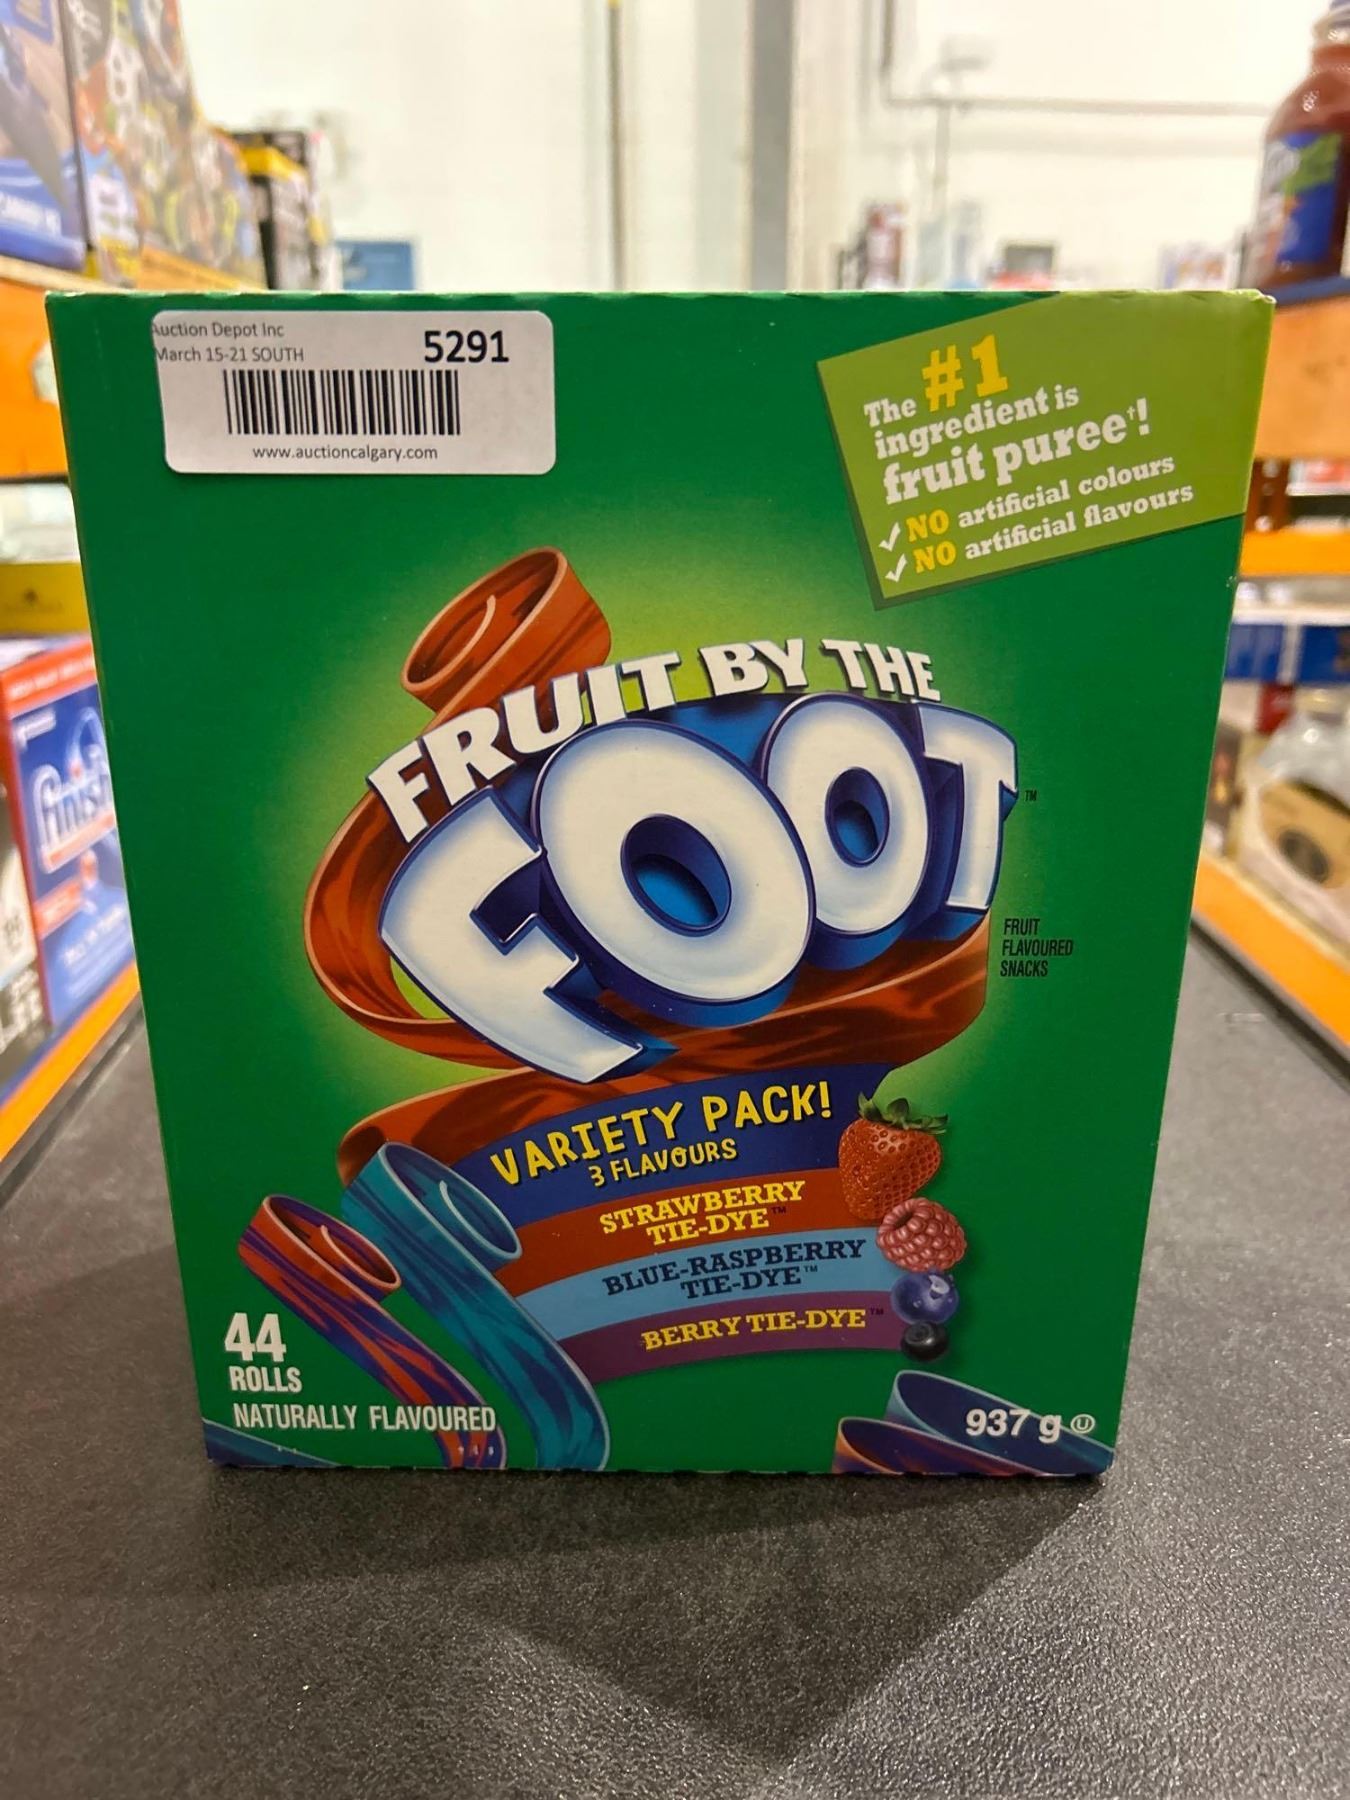 Auction Depot Inc
March 15-21 SOUTH
5291
www.auctioncalgary.com
The #1
ingredient is
fruit puree†!
✓ NO artificial colours
✓ NO artificial flavours
FRUIT BY THE
FOOT™
FRUIT
FLAVOURED
SNACKS
VARIETY PACK!
3 FLAVOURS
STRAWBERRY
TIE-DYE™
BLUE-RASPBERRY
TIE-DYE™
BERRY TIE-DYE™
44
ROLLS
NATURALLY FLAVOURED
937 g Ⓤ
finish